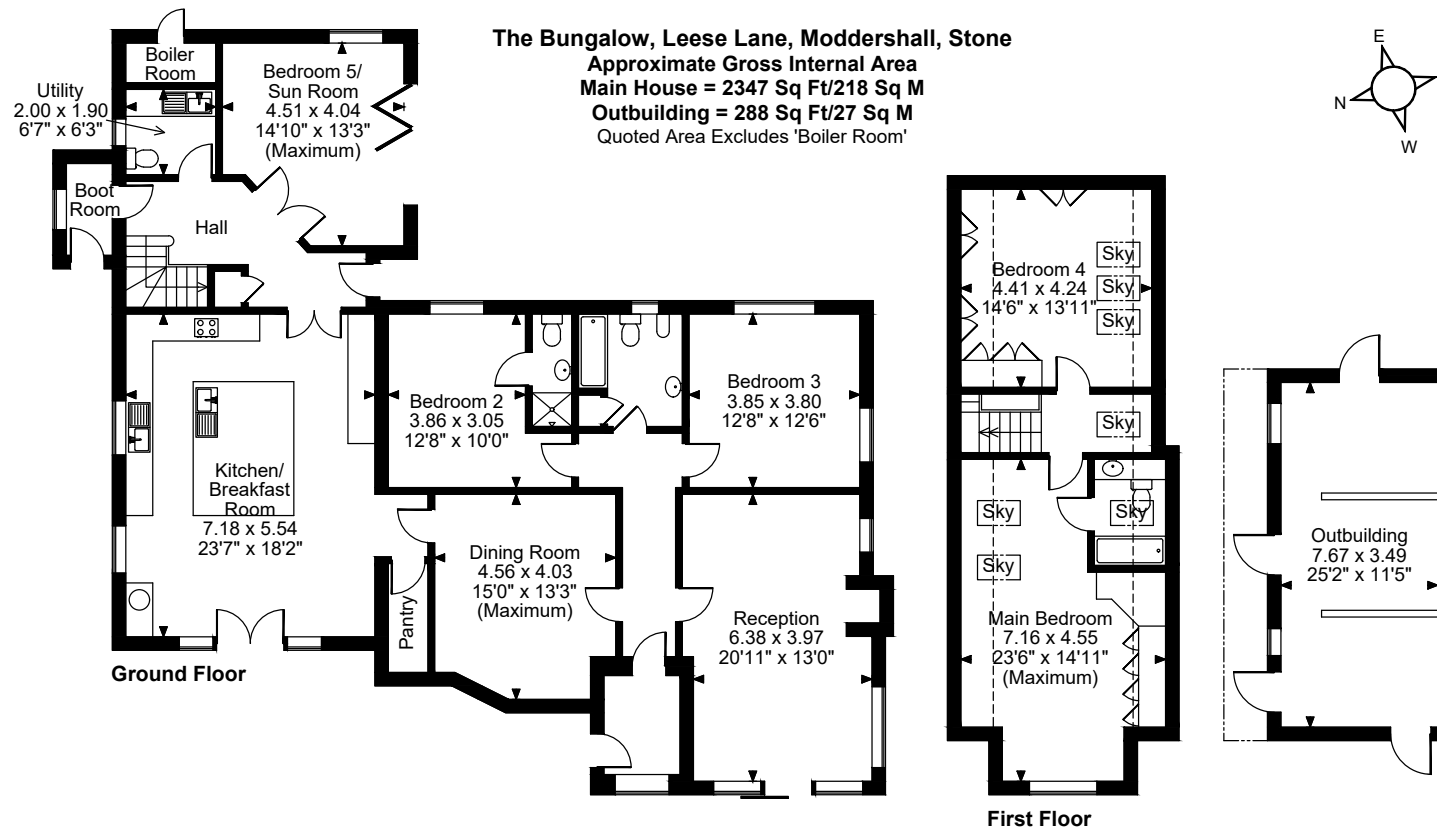 The Bungalow, Leese Lane, Moddershall, Stone
Approximate Gross Internal Area
Main House = 2347 Sq Ft/218 Sq M
Outbuilding = 288 Sq Ft/27 Sq M
Quoted Area Excludes 'Boiler Room'
E
N
W
Boiler
Room
Bedroom 5/
Sun Room
4.51 x 4.04
14'10" x 13'3"
(Maximum)
Utility
2.00 x 1.90
6'7" x 6'3"
Boot
Room
Hall
Bedroom 2
3.86 x 3.05
12'8" x 10'0"
Bedroom 3
3.85 x 3.80
12'8" x 12'6"
Kitchen/
Breakfast
Room
7.18 x 5.54
23'7" x 18'2"
Dining Room
4.56 x 4.03
15'0" x 13'3"
(Maximum)
Pantry
Reception
6.38 x 3.97
20'11" x 13'0"
Ground Floor
Bedroom 4
4.41 x 4.24
14'6" x 13'11"
Sky
Sky
Sky
Sky
Sky
Sky
Sky
Main Bedroom
7.16 x 4.55
23'6" x 14'11"
(Maximum)
First Floor
Outbuilding
7.67 x 3.49
25'2" x 11'5"